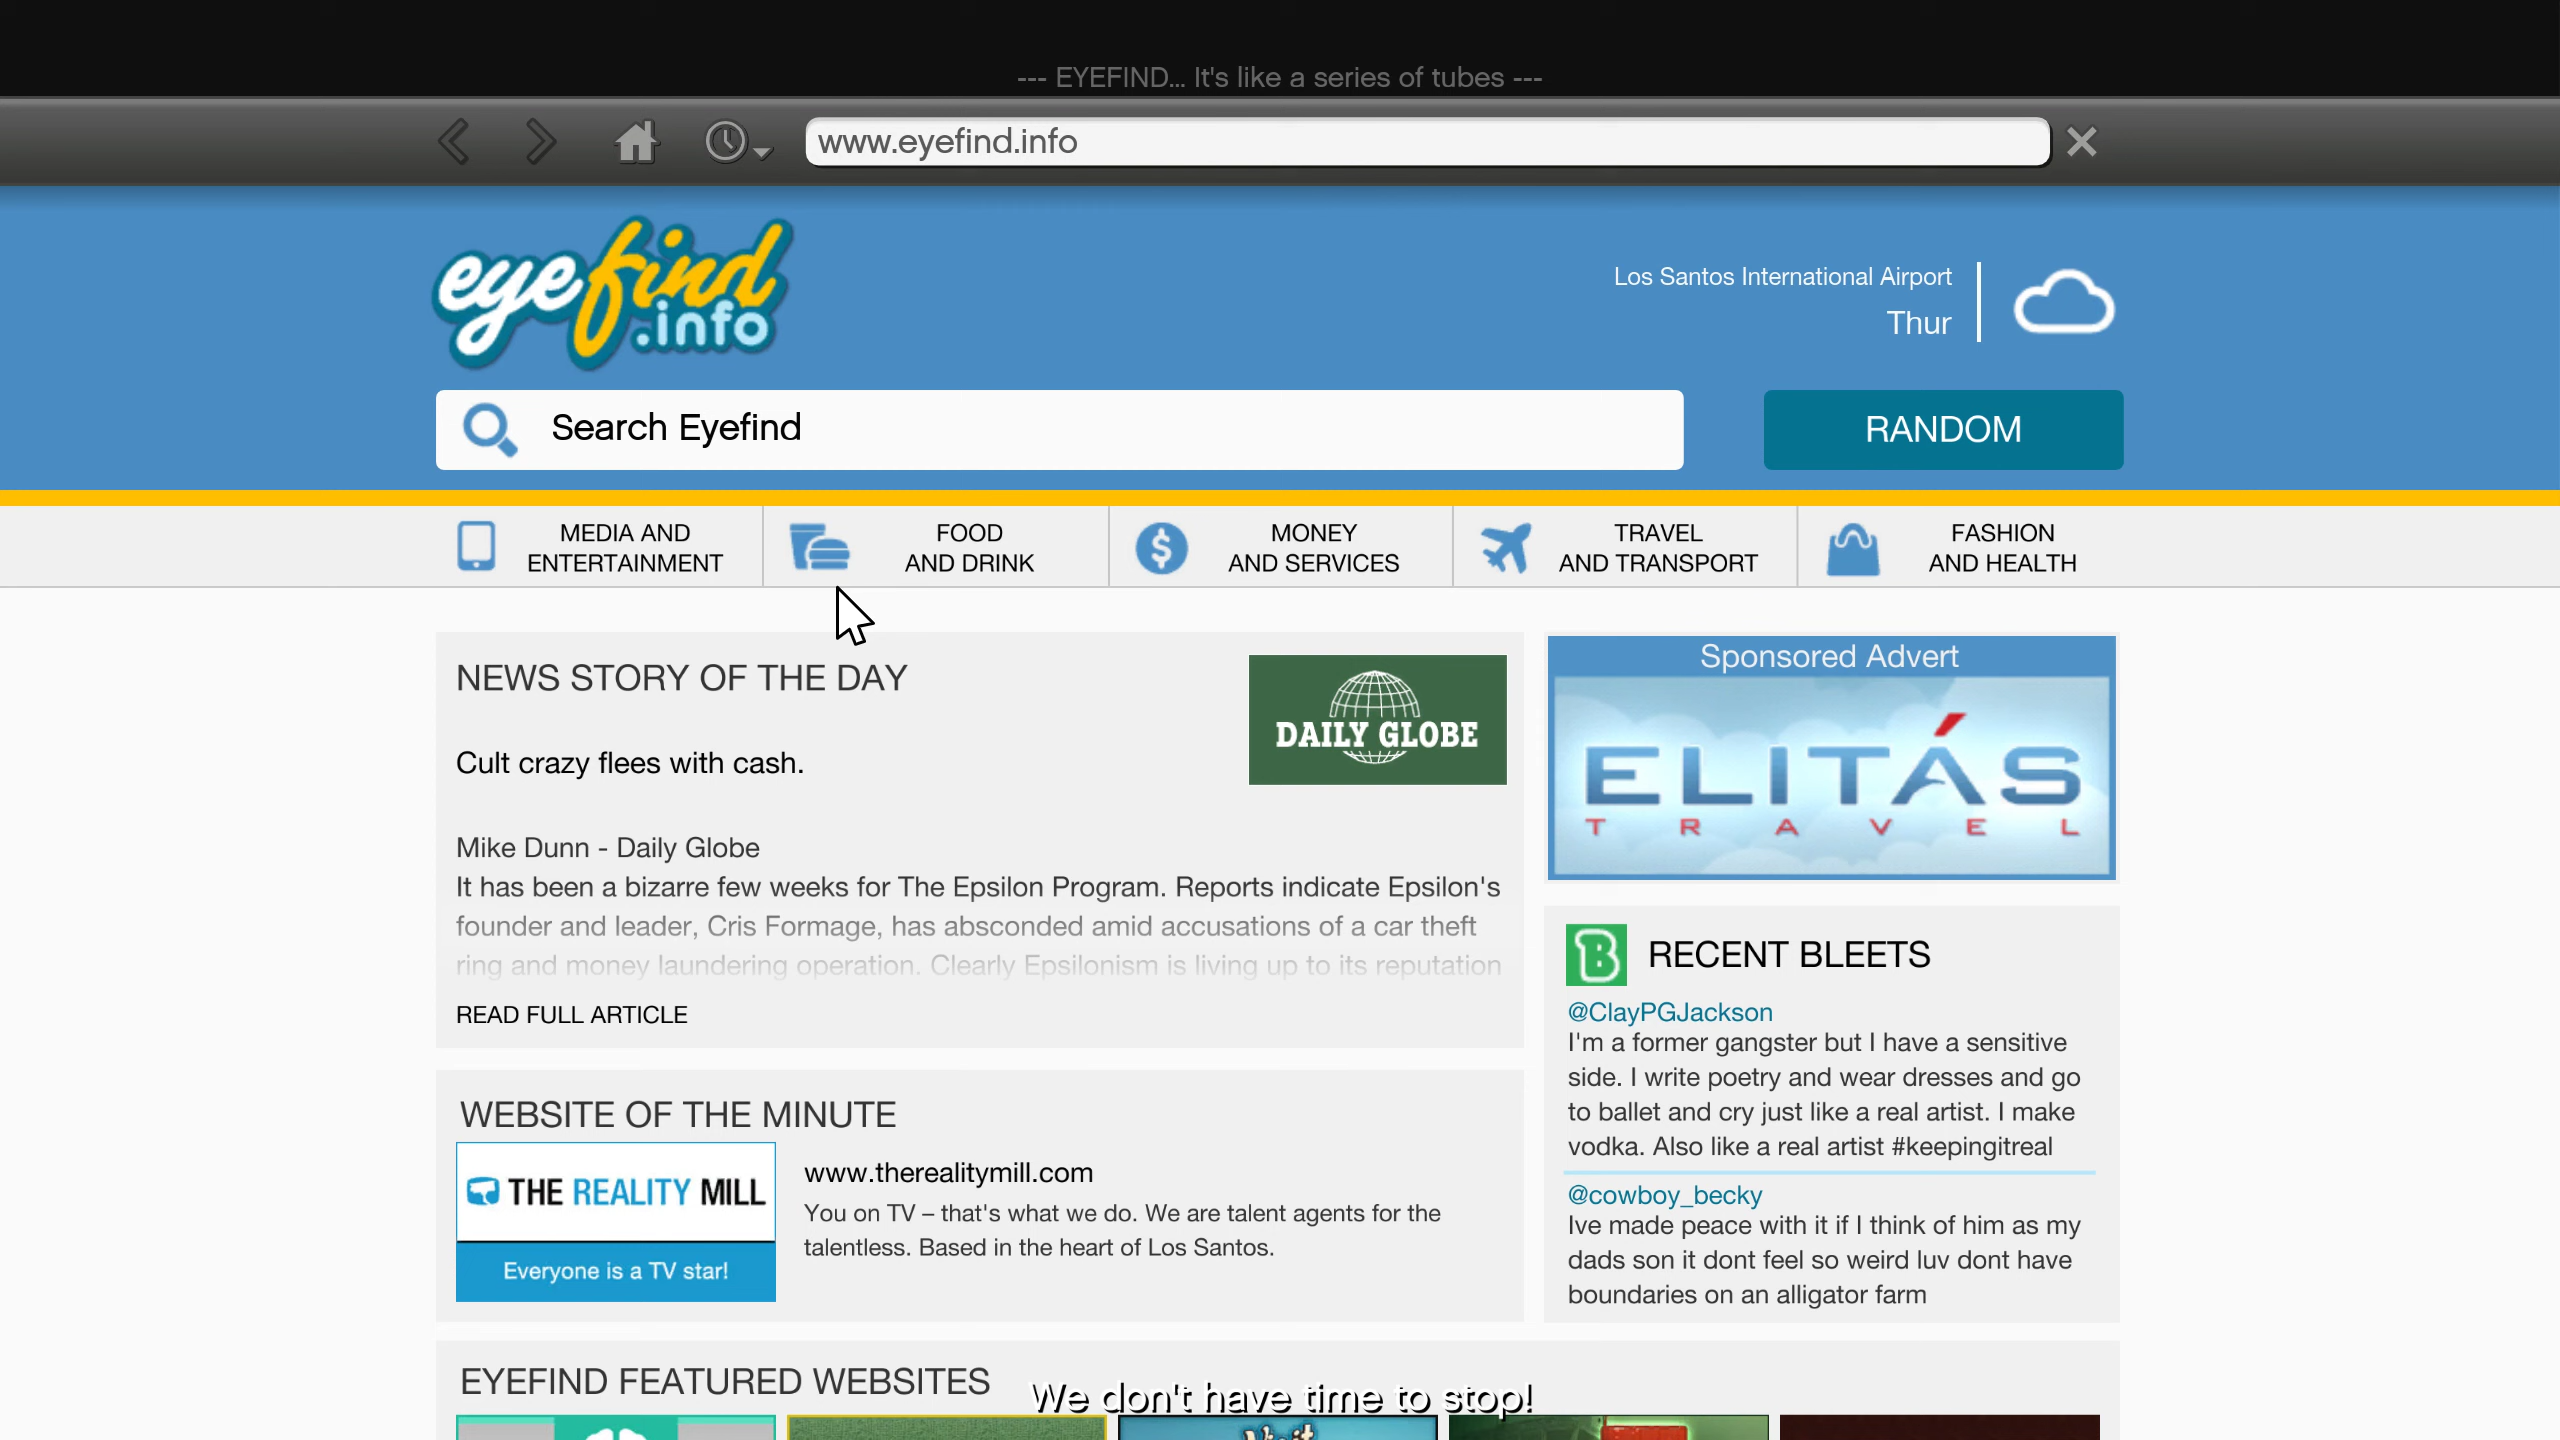 --- EYEFIND... It's like a series of tubes ---
www.eyefind.info
eyefind
.info
Los Santos International Airport
Thur
Search Eyefind
RANDOM
MEDIA AND
ENTERTAINMENT
FOOD
AND DRINK
MONEY
AND SERVICES
TRAVEL
AND TRANSPORT
FASHION
AND HEALTH
NEWS STORY OF THE DAY
DAILY GLOBE
Cult crazy flees with cash.
Mike Dunn - Daily Globe
It has been a bizarre few weeks for The Epsilon Program. Reports indicate Epsilon's
founder and leader, Cris Formage, has absconded amid accusations of a car theft
ring and money laundering operation. Clearly Epsilonism is living up to its reputation
READ FULL ARTICLE
Sponsored Advert
ELITÁS
TRAVEL
RECENT BLEETS
@ClayPGJackson
I'm a former gangster but I have a sensitive
side. I write poetry and wear dresses and go
to ballet and cry just like a real artist. I make
vodka. Also like a real artist #keepingitreal
@cowboy_becky
Ive made peace with it if I think of him as my
dads son it dont feel so weird luv dont have
boundaries on an alligator farm
WEBSITE OF THE MINUTE
THE REALITY MILL
Everyone is a TV star!
www.therealitymill.com
You on TV – that's what we do. We are talent agents for the
talentless. Based in the heart of Los Santos.
EYEFIND FEATURED WEBSITES
We don't have time to stop!
Visit